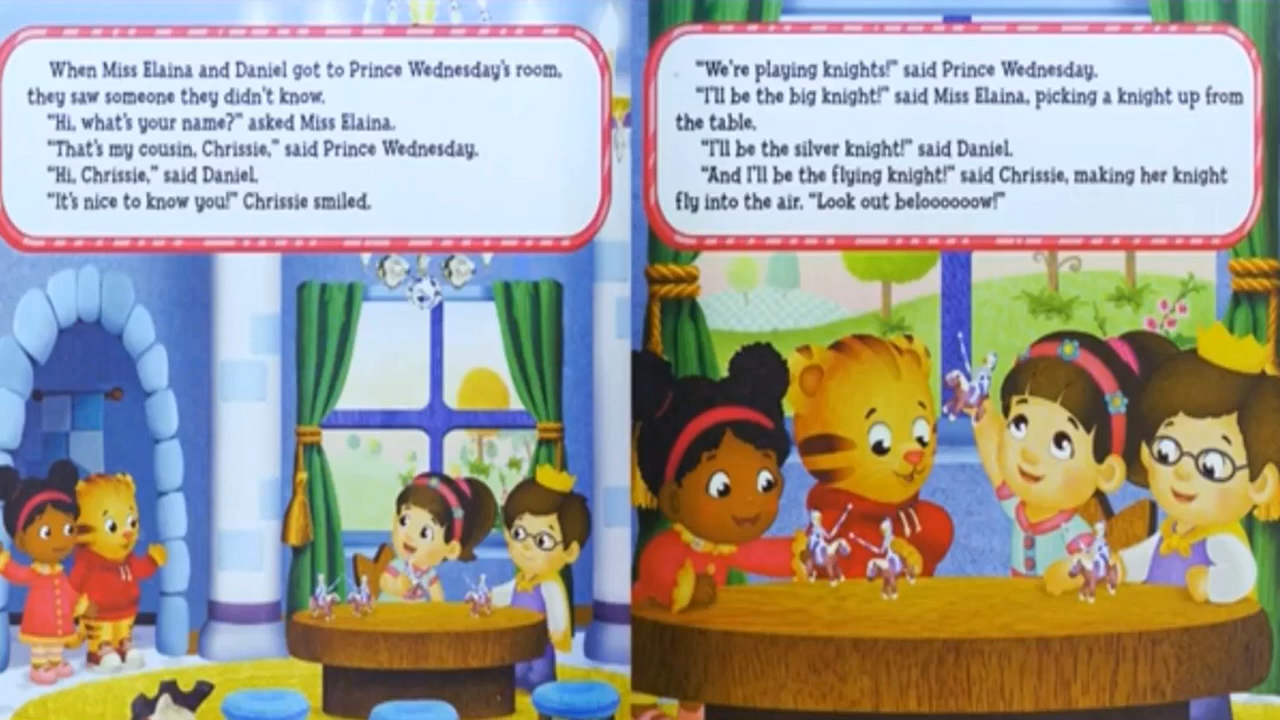 When Miss Elaina and Daniel got to Prince Wednesday's room,
they saw someone they didn't know.
"Hi, what's your name?" asked Miss Elaina.
"That's my cousin, Chrissie," said Prince Wednesday.
"Hi, Chrissie," said Daniel.
"It's nice to know you!" Chrissie smiled.
"We're playing knights!" said Prince Wednesday.
"I'll be the big knight!" said Miss Elaina, picking a knight up from
the table.
"I'll be the silver knight!" said Daniel.
"And I'll be the flying knight!" said Chrissie, making her knight
fly into the air. "Look out beloooooow!"